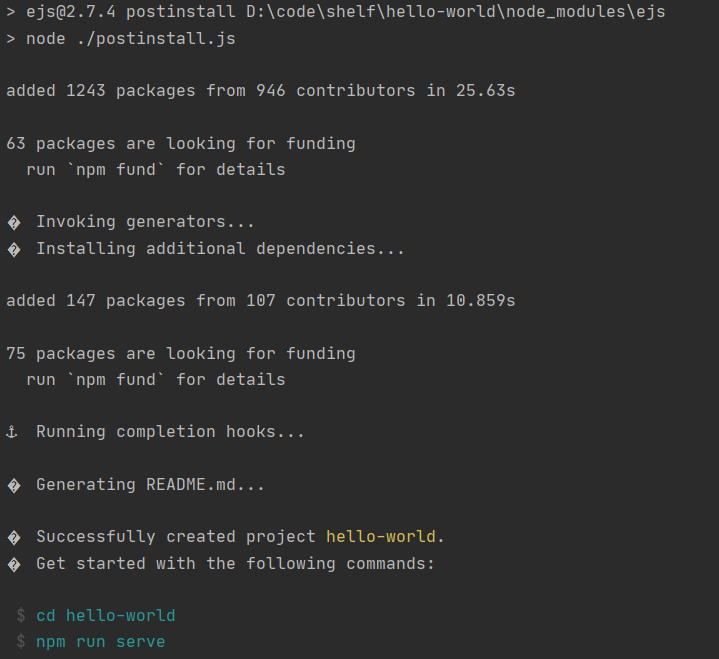 > ejs@2.7.4 postinstall D:\code\shelf\hello-world\node_modules\ejs
> node ./postinstall.js
added 1243 packages from 946 contributors in 25.63s
63 packages are looking for funding
run `npm fund` for details
� Invoking generators...
� Installing additional dependencies...
added 147 packages from 107 contributors in 10.859s
75 packages are looking for funding
run `npm fund` for details
⚓ Running completion hooks...
� Generating README.md...
� Successfully created project hello-world.
� Get started with the following commands:
$ cd hello-world
$ npm run serve